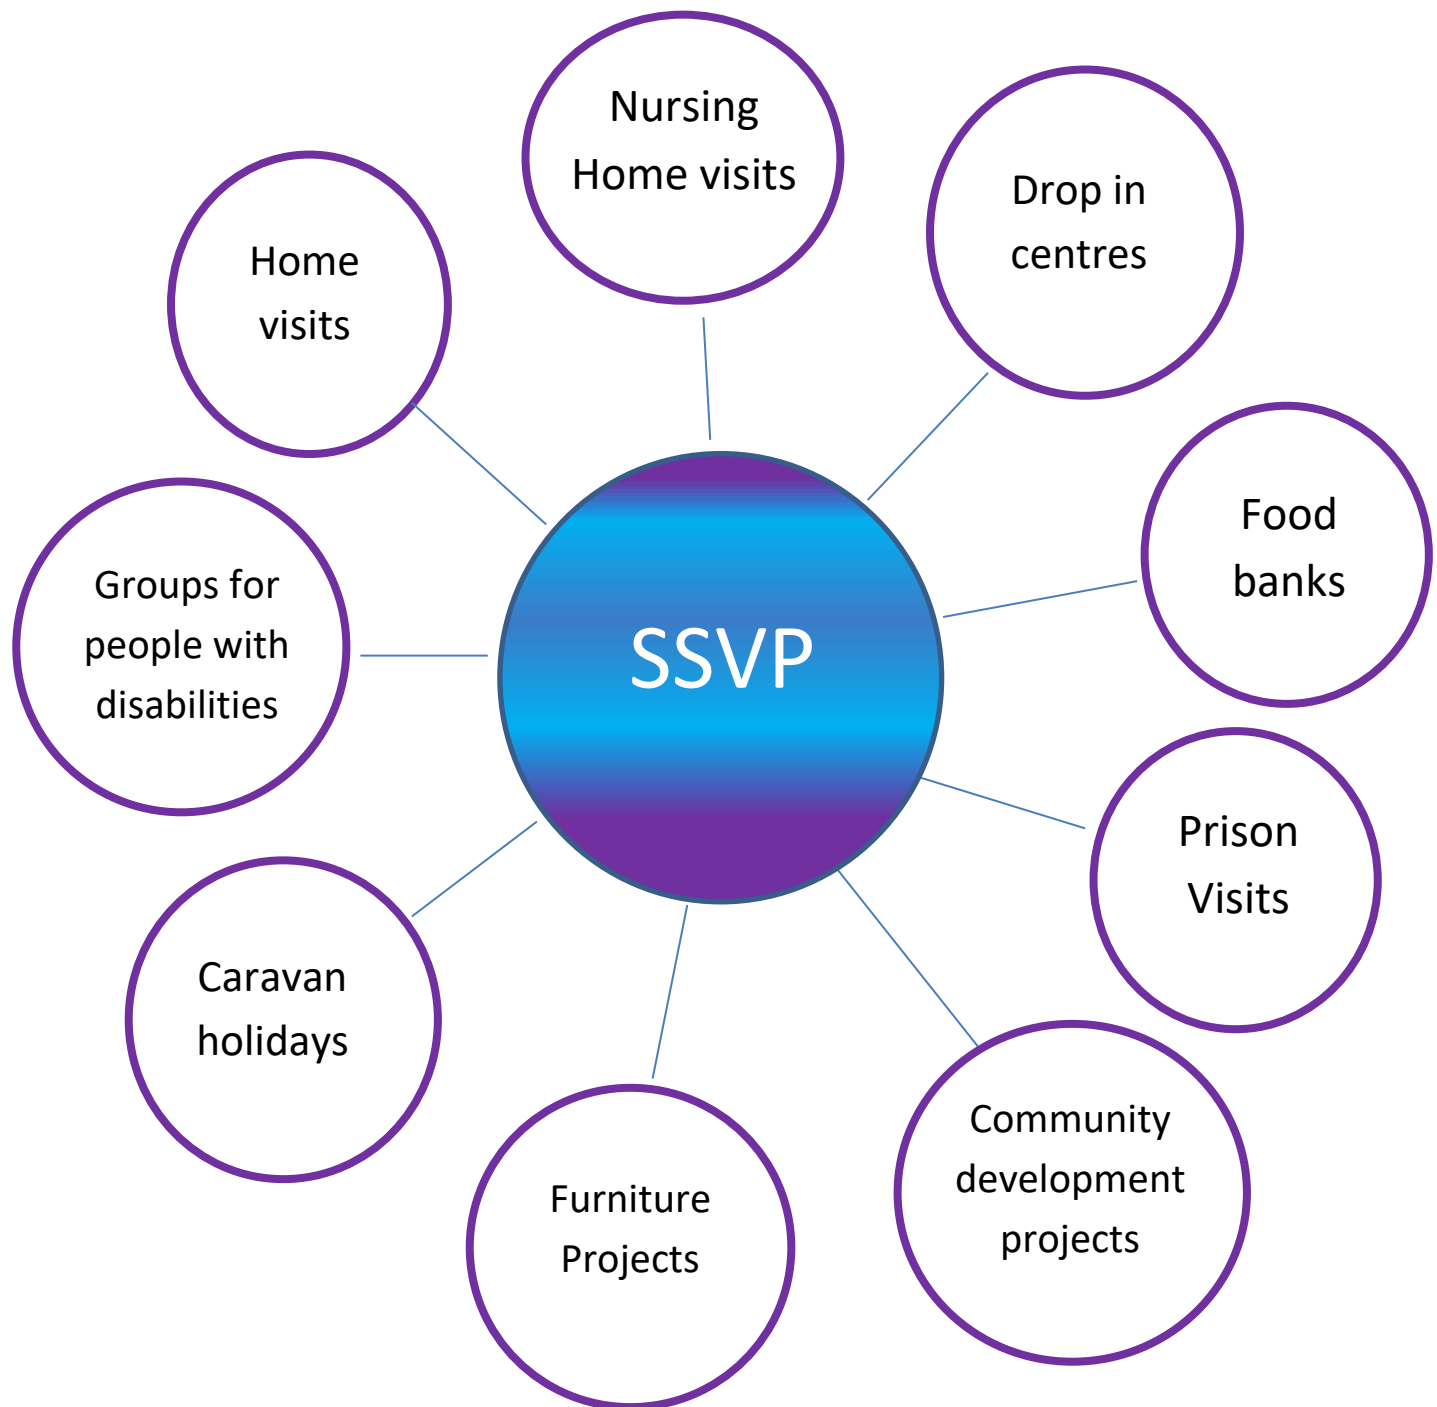 Nursing
Home visits
Drop in
centres
Home
visits
Food
banks
Groups for
people with
disabilities
SSVP
Prison
Visits
Caravan
holidays
Community
development
projects
Furniture
Projects